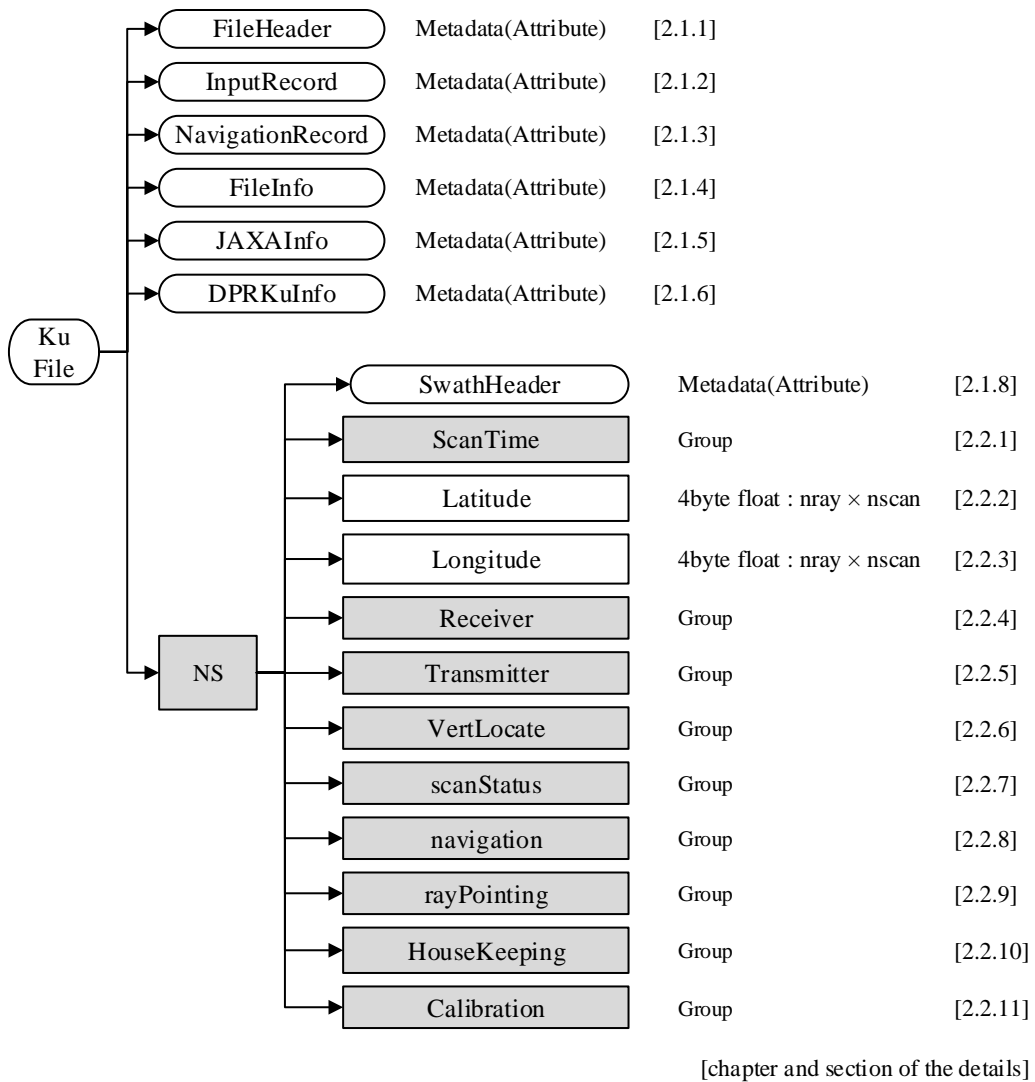 FileHeader Metadata(Attribute) [2.1.1]
InputRecord Metadata(Attribute) [2.1.2]
NavigationRecord Metadata(Attribute) [2.1.3]
FileInfo Metadata(Attribute) [2.1.4]
JAXAInfo Metadata(Attribute) [2.1.5]
DPRKuInfo Metadata(Attribute) [2.1.6]
Ku
File
SwathHeader Metadata(Attribute) [2.1.8]
ScanTime Group [2.2.1]
Latitude 4byte float : nray × nscan [2.2.2]
Longitude 4byte float : nray × nscan [2.2.3]
Receiver Group [2.2.4]
NS
Transmitter Group [2.2.5]
VertLocate Group [2.2.6]
scanStatus Group [2.2.7]
navigation Group [2.2.8]
rayPointing Group [2.2.9]
HouseKeeping Group [2.2.10]
Calibration Group [2.2.11]
[chapter and section of the details]